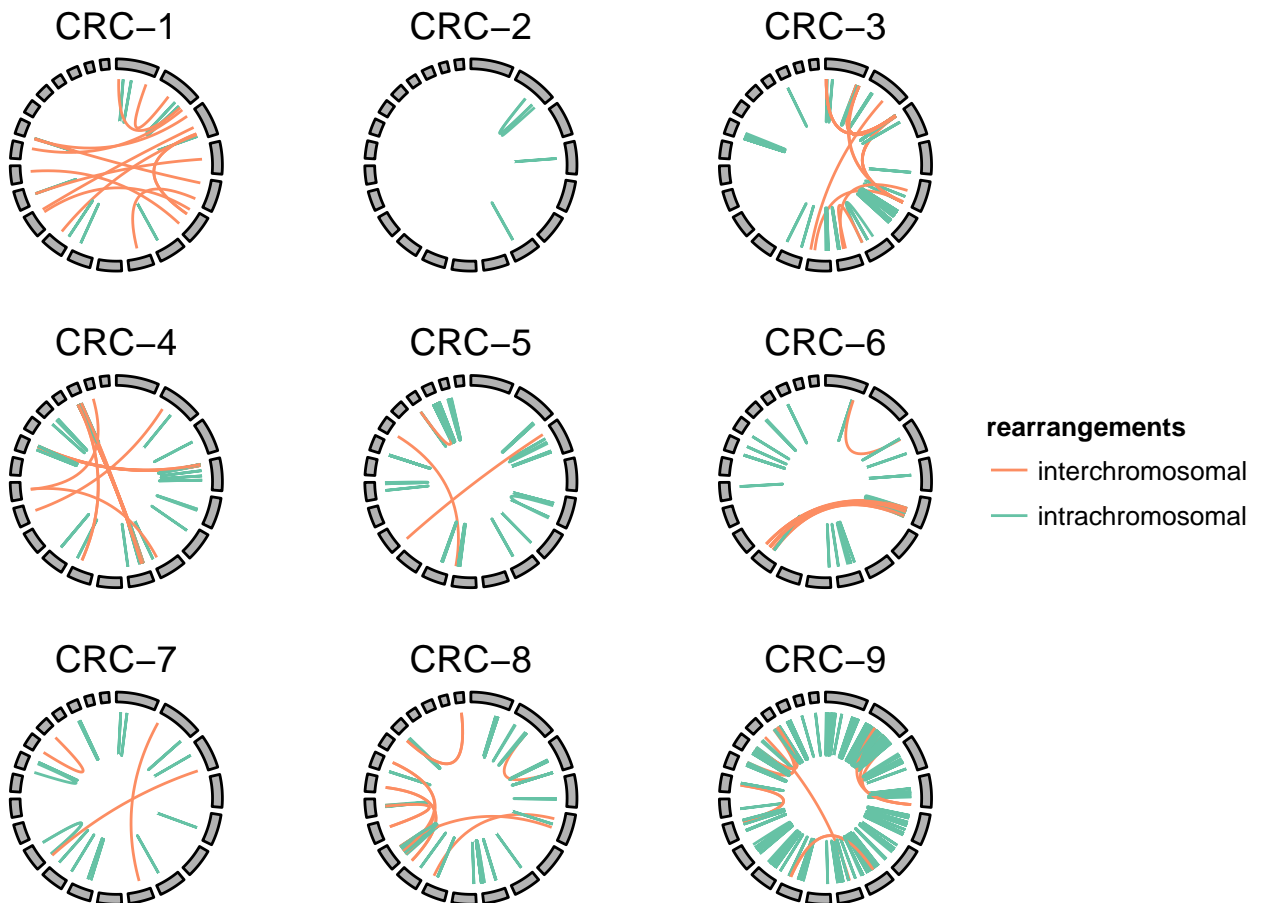 CRC−1
CRC−2
CRC−3
CRC−4
CRC−5
CRC−6
rearrangements
interchromosomal
intrachromosomal
CRC−7
CRC−8
CRC−9